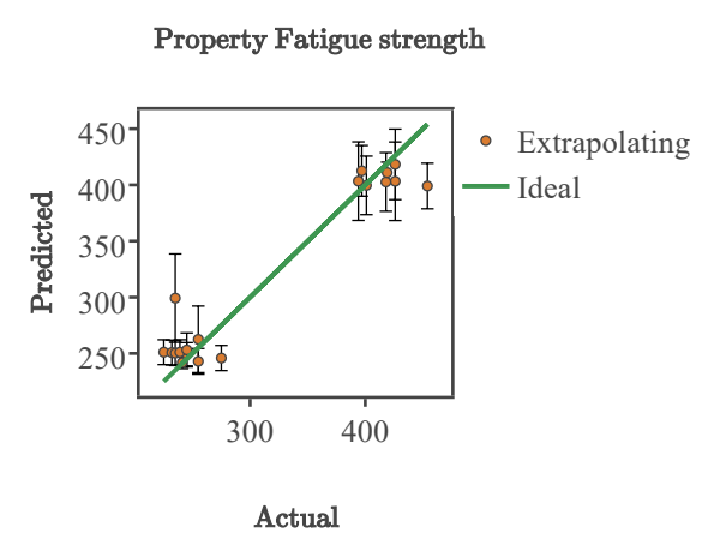 Property Fatigue strength
450
400
350
300
250
Predicted
300
400
Actual
Extrapolating
Ideal